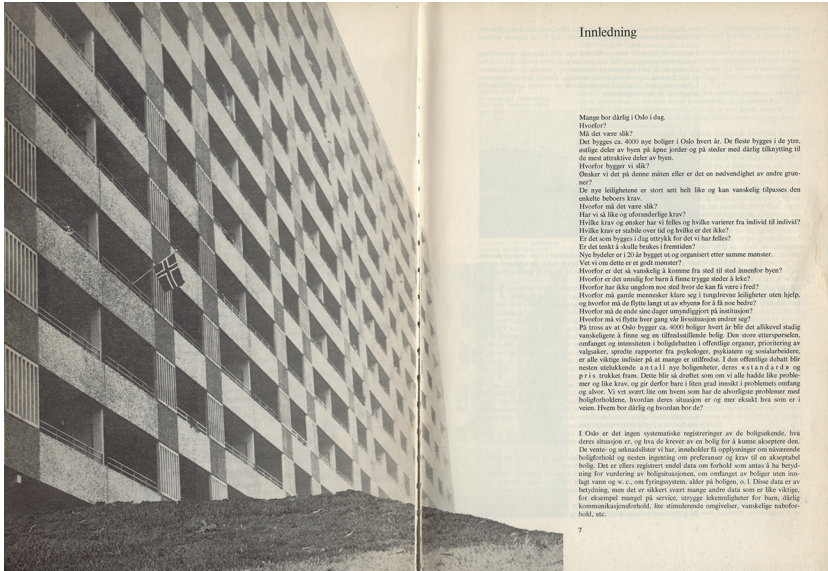 Innledning
Mange bor dårlig i Oslo i dag.
Hvorfor?
Må det være slik?
Det bygges ca. 4000 nye boliger i Oslo hvert år. De fleste bygges i de ytre,
østlige deler av byen på åpne jorder og på steder med dårlig tilknytting til
de mest attraktive deler av byen.
Hvorfor bygger vi slik?
Ønsker vi det på denne måten eller er det en nødvendighet av andre grun-
ner?
De nye leilighetene er stort sett helt like og kan vanskelig tilpasses den
enkelte beboers krav.
Hvorfor må det være slik?
Har vi så like og uforanderlige krav?
Hvilke krav og ønsker har vi felles og hvilke varierer fra individ til individ?
Hvilke krav er stabile over tid og hvilke er det ikke?
Er det som bygges i dag uttrykk for det vi har felles?
Er det tenkt å skulle brukes i fremtiden?
Nye bydeler er i 20 år bygget ut og organisert etter samme mønster.
Vet vi om dette er et godt mønster?
Hvorfor er det så vanskelig å komme fra sted til sted innenfor byen?
Hvorfor er det umulig for barn å finne trygge steder å leke?
Hvorfor har ikke ungdom noe sted hvor de kan få være i fred?
Hvorfor må gamle mennesker klare seg i tungdrevne leiligheter uten hjelp,
og hvorfor må de flytte langt ut av «byen» for å få noe bedre?
Hvorfor må de ende sine dager umyndiggjort på institusjon?
Hvorfor må vi flytte hver gang vår livssituasjon endrer seg?
På tross av at Oslo bygger ca. 4000 boliger hvert år blir det allikevel stadig
vanskeligere å finne seg en tilfredsstillende bolig. Den store etterspørselen,
omfanget og intensiteten i boligdebatten i offentlige organer, prioritering av
valgsaker, spredte rapporter fra psykologer, psykiatere og sosialarbeidere,
er alle viktige indisier på at mange er utilfredse. I den offentlige debatt blir
nesten utelukkende antall nye boligenheter, deres «standard» og
pris trukket fram. Dette blir så drøftet som om vi alle hadde like proble-
mer og like krav, og gir derfor bare i liten grad innsikt i problemets omfang
og alvor. Vi vet svært lite om hvem som har de alvorligste problemer med
boligforholdene, hvordan deres situasjon er og mer eksakt hva som er i
veien. Hvem bor dårlig og hvordan bor de?
I Oslo er det ingen systematiske registreringer av de boligsøkende, hva
deres situasjon er, og hva de krever av en bolig for å kunne akseptere den.
De vente- og søknadslister vi har, inneholder få opplysninger om nåværende
boligforhold og nesten ingenting om preferanser og krav til en akseptabel
bolig. Det er ellers registrert endel data om forhold som antas å ha betyd-
ning for vurdering av boligsituasjonen, om omfanget av boliger uten inn-
lagt vann og w. c., om fyringssystem, alder på boligen, o. l. Disse data er av
betydning, men det er sikkert svært mange andre data som er like viktige,
for eksempel mangel på service, utrygge lekemuligheter for barn, dårlig
kommunikasjonsforhold, lite stimulerende omgivelser, vanskelige nabofor-
hold, etc.
7